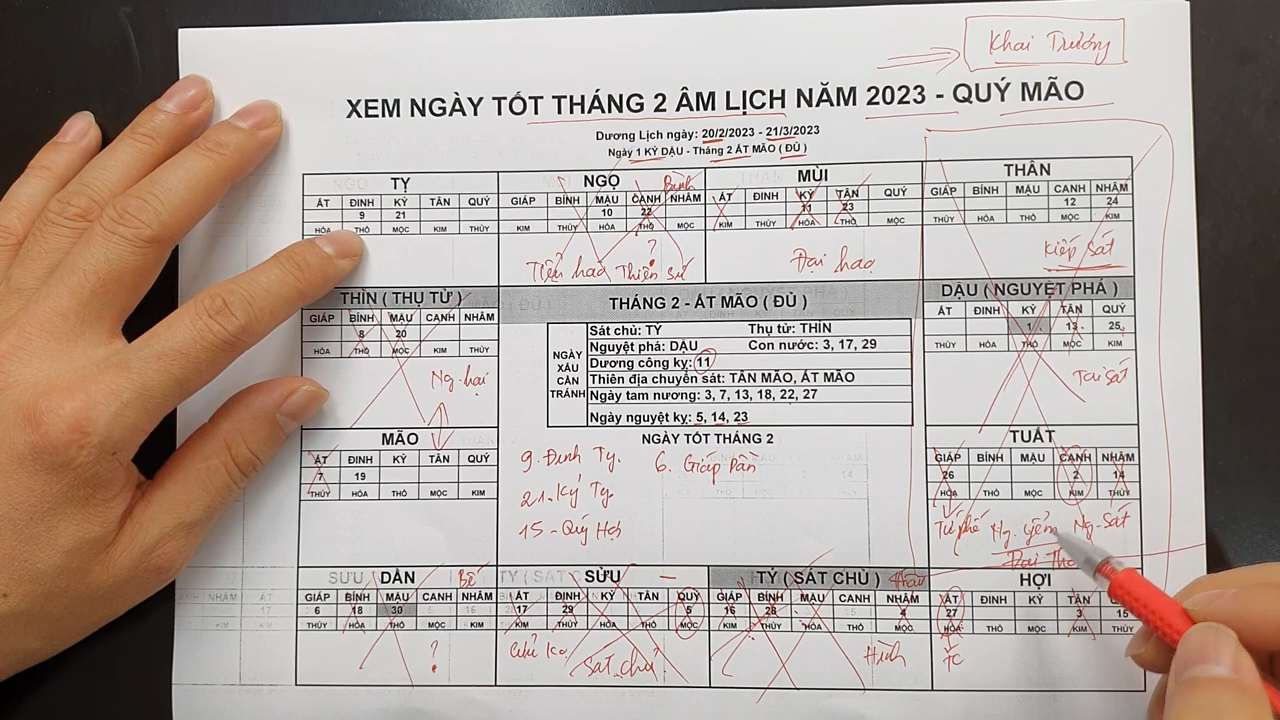 Khai Trương
XEM NGÀY TỐT THÁNG 2 ÂM LỊCH NĂM 2023 - QUÝ MÃO
Dương Lịch ngày: 20/2/2023 - 21/3/2023
Ngày 1 KỶ DẬU - Tháng 2 ẤT MÃO ( ĐỦ )
TỴ
ẤT ĐINH KỶ TÂN QUÝ
9 21
HỎA THỔ MỘC KIM THỦY
NGỌ
GIÁP BÍNH MẬU CANH NHÂM
10 22
KIM THỦY HỎA THỔ MỘC
Tiểu hao Thiên sứ
?
MÙI
ẤT ĐINH KỶ TÂN QUÝ
11 23
KIM THỦY HỎA THỔ MỘC
Đại hao
THÂN
GIÁP BÍNH MẬU CANH NHÂM
12 24
THỦY HỎA THỔ MỘC KIM
Kiếp Sát
THÌN ( THỤ TỬ )
GIÁP BÍNH MẬU CANH NHÂM
8 20
HỎA THỔ MỘC KIM THỦY
Ng.hại
THÁNG 2 - ẤT MÃO ( ĐỦ )
NGÀY XẤU CẦN TRÁNH
Sát chủ: TỴ Thụ tử: THÌN
Nguyệt phá: DẬU Con nước: 3, 17, 29
Dương công kỵ: 11
Thiên địa chuyển sát: TÂN MÃO, ẤT MÃO
Ngày tam nương: 3, 7, 13, 18, 22, 27
Ngày nguyệt kỵ: 5, 14, 23
DẬU ( NGUYỆT PHÁ )
ẤT ĐINH KỶ TÂN QUÝ
1 13 25
THỦY HỎA THỔ MỘC KIM
Tai sát
MÃO
ẤT ĐINH KỶ TÂN QUÝ
7 19
THỦY HỎA THỔ MỘC KIM
NGÀY TỐT THÁNG 2
9. Đinh Tỵ. 6. Giáp Dần
21. Kỷ Tỵ
15 - Quý Hợi
TUẤT
GIÁP BÍNH MẬU CANH NHÂM
26 2 14
HỎA THỔ MỘC KIM THỦY
Tứ phế Ng. yểm Ng-Sát
DẦN
GIÁP BÍNH MẬU CANH NHÂM
6 18 30
THỦY HỎA THỔ MỘC KIM
?
SỬU
ẤT ĐINH KỶ TÂN QUÝ
17 29 5
KIM THỦY HỎA THỔ MỘC
Sát chủ
TÝ ( SÁT CHỦ )
GIÁP BÍNH MẬU CANH NHÂM
16 28 4
KIM THỦY HỎA THỔ MỘC
Hình
HỢI
ẤT ĐINH KỶ TÂN
27 3 15
HỎA THỔ MỘC KIM THỦY